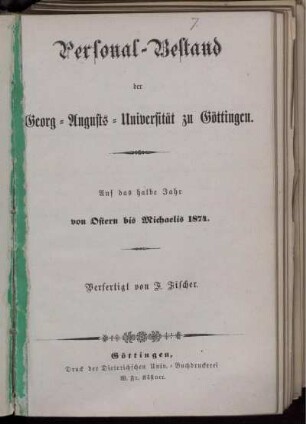 7
Personal-Bestand
der
Georg-Augusts-Universität zu Göttingen.
Auf das halbe Jahr
von Ostern bis Michaelis 1874.
Verfertigt von F. Fischer.
Göttingen,
Druck der Dieterichschen Univ.-Buchdruckerei
W. Fr. Kästner.